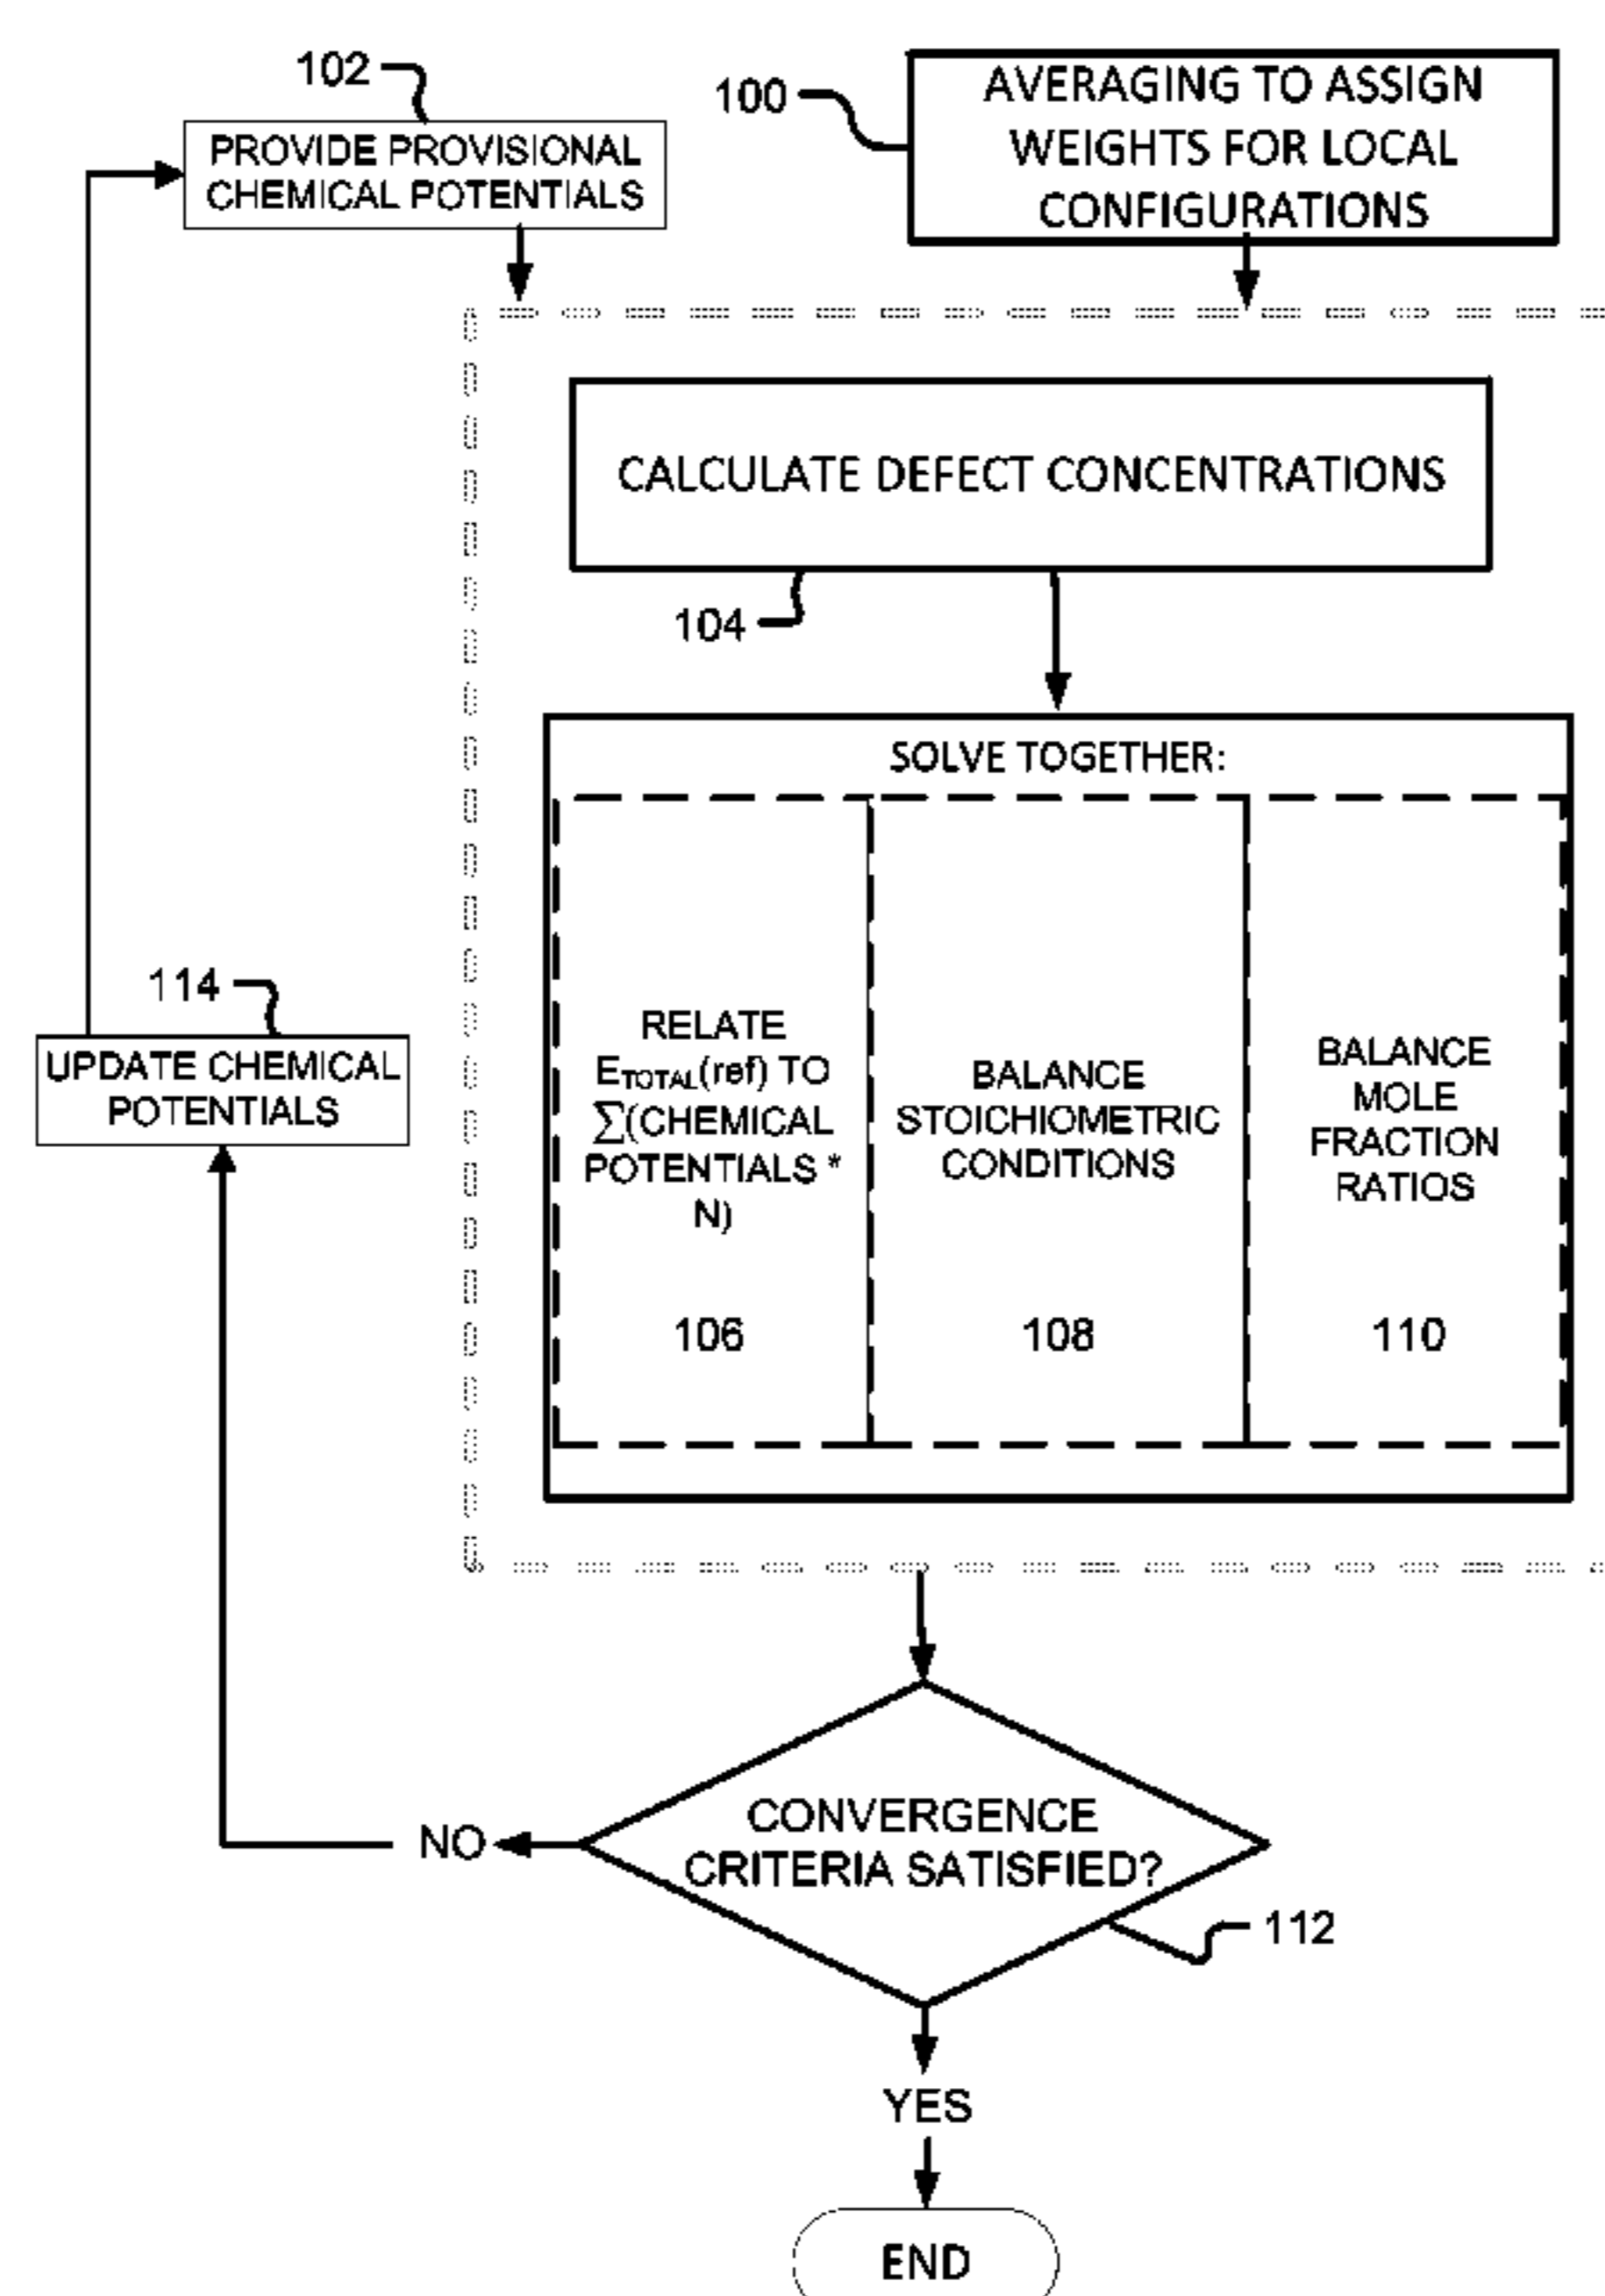 102
PROVIDE PROVISIONAL
CHEMICAL POTENTIALS
100
AVERAGING TO ASSIGN
WEIGHTS FOR LOCAL
CONFIGURATIONS
CALCULATE DEFECT CONCENTRATIONS
104
SOLVE TOGETHER:
RELATE
ETOTAL(ref) TO
∑(CHEMICAL
POTENTIALS *
N)
106
BALANCE
STOICHIOMETRIC
CONDITIONS
108
BALANCE
MOLE
FRACTION
RATIOS
110
114
UPDATE CHEMICAL
POTENTIALS
CONVERGENCE
CRITERIA SATISFIED?
NO
112
YES
END